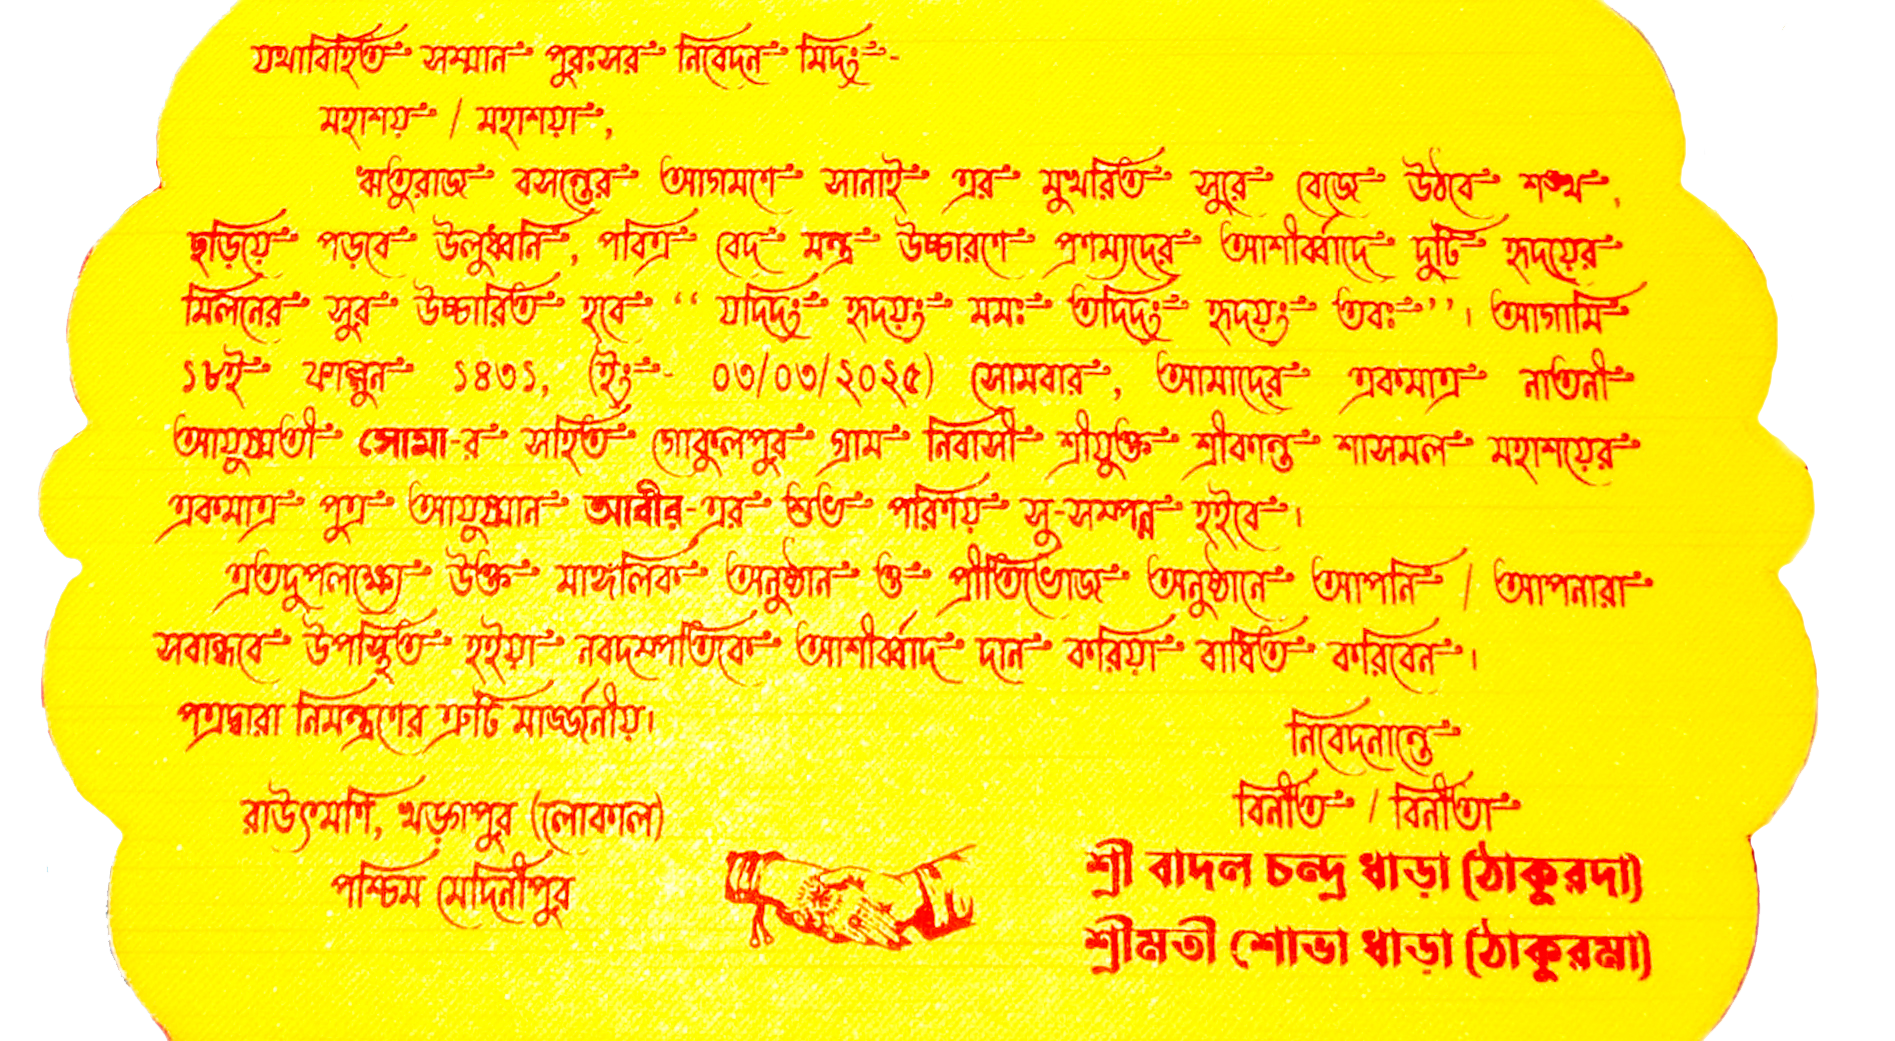 যথাবিহিত সম্মান পুরঃসর নিবেদন মিদং-
মহাশয় / মহাশয়া,
ঋতুরাজ বসন্তের আগমণে সানাই এর মুখরিত সুরে বেজে উঠবে শঙ্খ,
ছড়িয়ে পড়বে উলুধ্বনি, পবিত্র বেদ মন্ত্র উচ্চারণে প্রণম্যদের আশীর্ব্বাদে দুটি হৃদয়ের
মিলনের সুর উচ্চারিত হবে “ যদিদং হৃদয়ং মমঃ তদিদং হৃদয়ং তবঃ”। আগামি
১৮ই ফাল্গুন ১৪৩১, (ইং- ০৩/০৩/২০২৫) সোমবার, আমাদের একমাত্র নাতনী
আয়ুষ্মতী সোমা-র সহিত গোকুলপুর গ্রাম নিবাসী শ্রীযুক্ত শ্রীকান্ত শাসমল মহাশয়ের
একমাত্র পুত্র আয়ুষ্মান আবীর-এর শুভ পরিণয় সু-সম্পন্ন হইবে।
এতদুপলক্ষ্যে উক্ত মাঙ্গলিক অনুষ্ঠান ও প্রীতিভোজ অনুষ্ঠানে আপনি / আপনারা
সবান্ধবে উপস্থিত হইয়া নবদম্পতিকে আশীর্ব্বাদ দান করিয়া বাধিত করিবেন।
পত্রদ্বারা নিমন্ত্রণের ত্রুটি মার্জ্জনীয়।
নিবেদনান্তে
বিনীত / বিনীতা
রাউৎমণি, খড়্গপুর (লোকাল)
পশ্চিম মেদিনীপুর
শ্রী বাদল চন্দ্র ধাড়া (ঠাকুরদা)
শ্রীমতী শোভা ধাড়া (ঠাকুরমা)